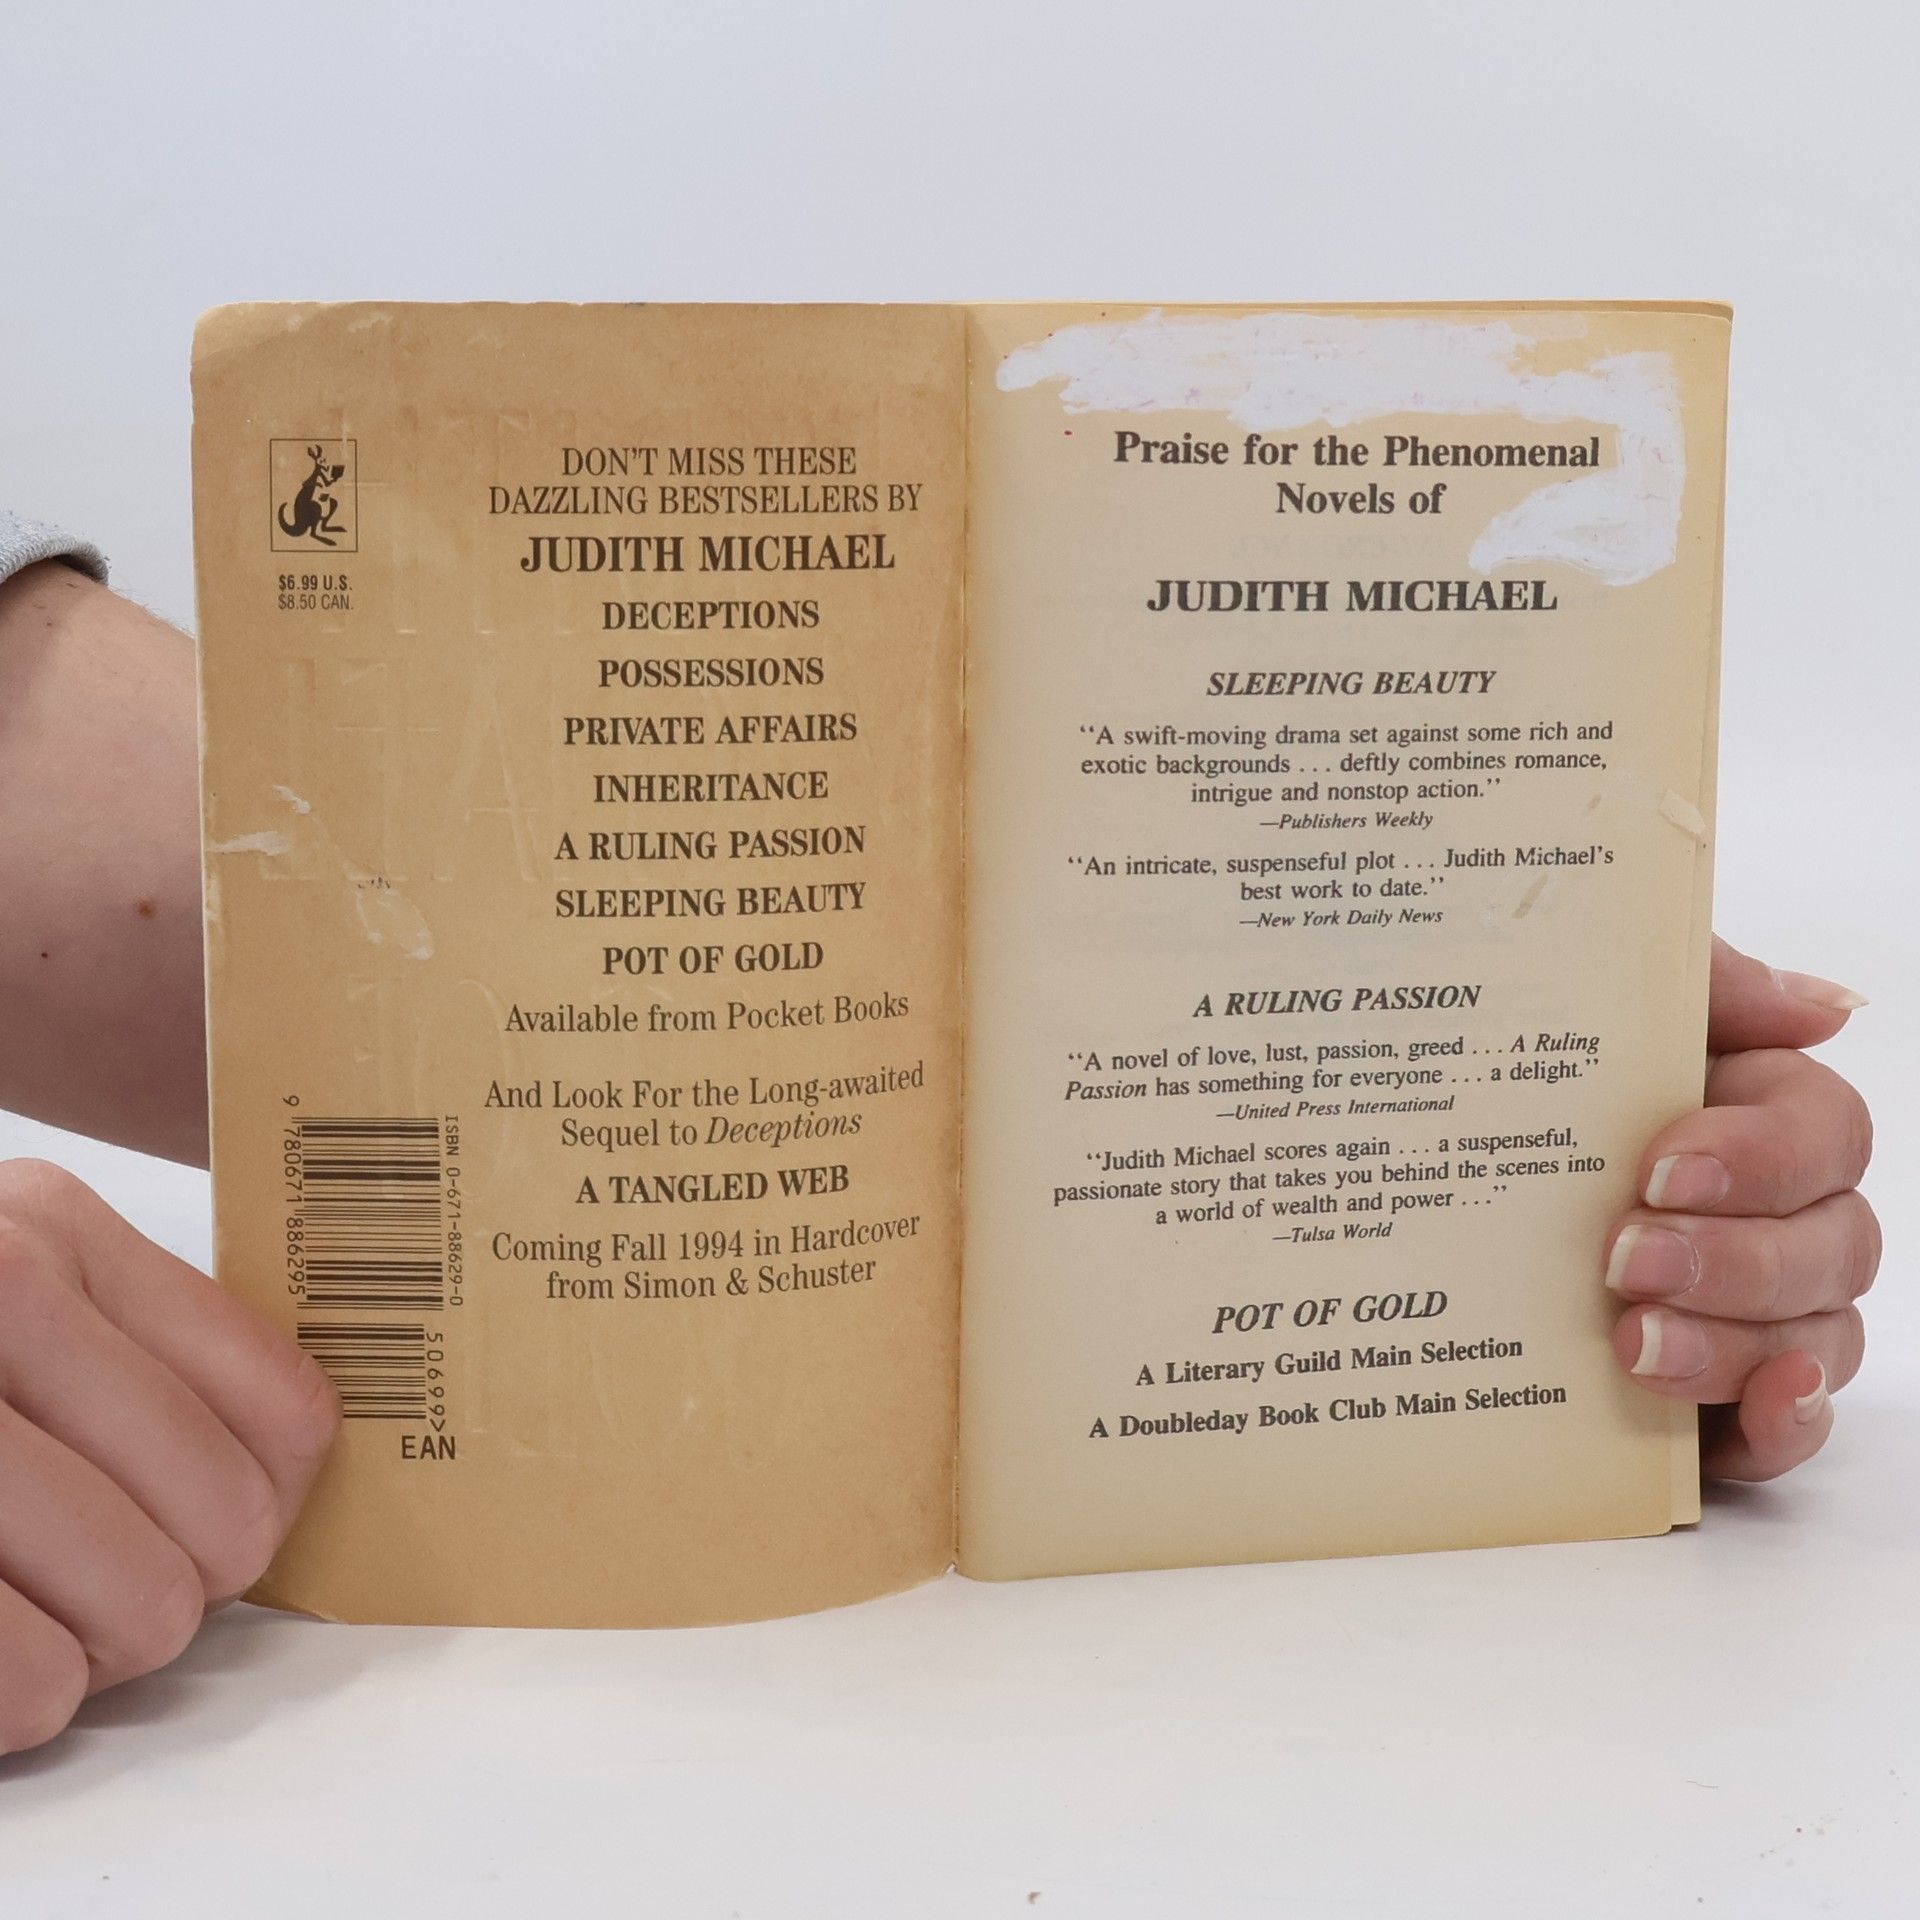 $6.99 U.S.
$8.50 CAN.
DON'T MISS THESE
DAZZLING BESTSELLERS BY
JUDITH MICHAEL
DECEPTIONS
POSSESSIONS
PRIVATE AFFAIRS
INHERITANCE
A RULING PASSION
SLEEPING BEAUTY
POT OF GOLD
Available from Pocket Books
And Look For the Long-awaited
Sequel to Deceptions
A TANGLED WEB
Coming Fall 1994 in Hardcover
from Simon & Schuster
9 780671 886295
ISBN 0-671-88629-0
50699>
EAN
Praise for the Phenomenal
Novels of
JUDITH MICHAEL
SLEEPING BEAUTY
“A swift-moving drama set against some rich and
exotic backgrounds . . . deftly combines romance,
intrigue and nonstop action.”
—Publishers Weekly
“An intricate, suspenseful plot . . . Judith Michael's
best work to date.”
—New York Daily News
A RULING PASSION
“A novel of love, lust, passion, greed . . . A Ruling
Passion has something for everyone . . . a delight.”
—United Press International
“Judith Michael scores again . . . a suspenseful,
passionate story that takes you behind the scenes into
a world of wealth and power . . .”
—Tulsa World
POT OF GOLD
A Literary Guild Main Selection
A Doubleday Book Club Main Selection